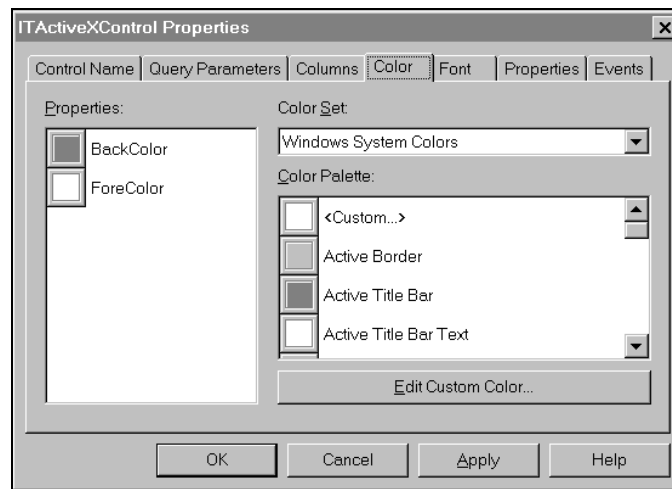 ITActiveXControl Properties
Control Name Query Parameters Columns Color Font Properties Events
Properties:
BackColor
ForeColor
Color Set:
Windows System Colors
Color Palette:
<Custom...>
Active Border
Active Title Bar
Active Title Bar Text
Edit Custom Color...
OK Cancel Apply Help